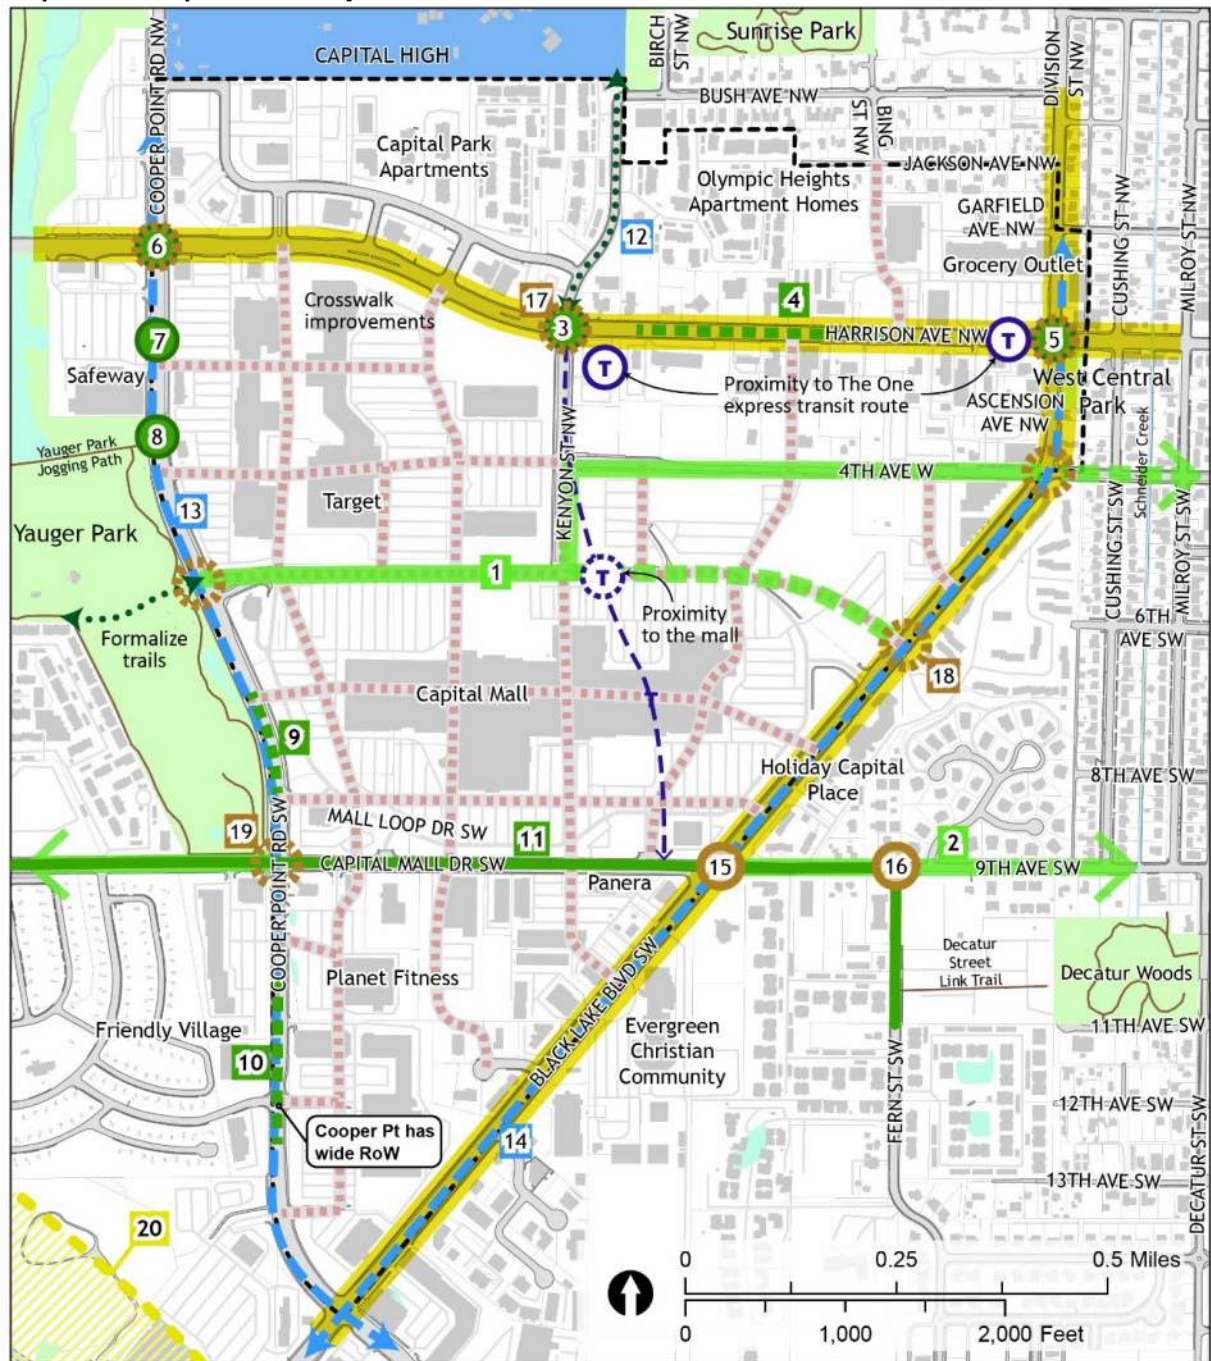 COOPER POINT RD NW
CAPITAL HIGH
BIRCH
ST NW
Sunrise Park
DIVISION
ST NW
BUSH AVE NW
BING
ST NW
Capital Park
Apartments
JACKSON AVE NW
Olympic Heights
Apartment Homes
GARFIELD
AVE NW
CUSHING ST NW
MILROY ST NW
6
12
Grocery Outlet
Crosswalk
improvements
17
4
3
HARRISON AVE NW
T
5
7
Safeway
T
Proximity to The One
express transit route
West Central
Park
ASCENSION
AVE NW
8
Yauger Park
Jogging Path
KENYON ST NW
4TH AVE W
Schneider Creek
Target
13
Yauger Park
CUSHING ST SW
MILROY ST SW
1
T
Proximity
to the mall
6TH
AVE SW
Formalize
trails
18
Capital Mall
T
9
Holiday Capital
Place
8TH AVE SW
COOPER POINT RD SW
MALL LOOP DR SW
19
11
2
CAPITAL MALL DR SW
15
16
9TH AVE SW
Panera
Planet Fitness
BLACK LAKE BLVD SW
Decatur
Street
Link Trail
Decatur Woods
Friendly Village
Evergreen
Christian
Community
11TH AVE SW
10
FERN ST SW
12TH AVE SW
Cooper Pt has
wide RoW
14
13TH AVE SW
DECATUR ST SW
20
0 0.25 0.5 Miles
0 1,000 2,000 Feet